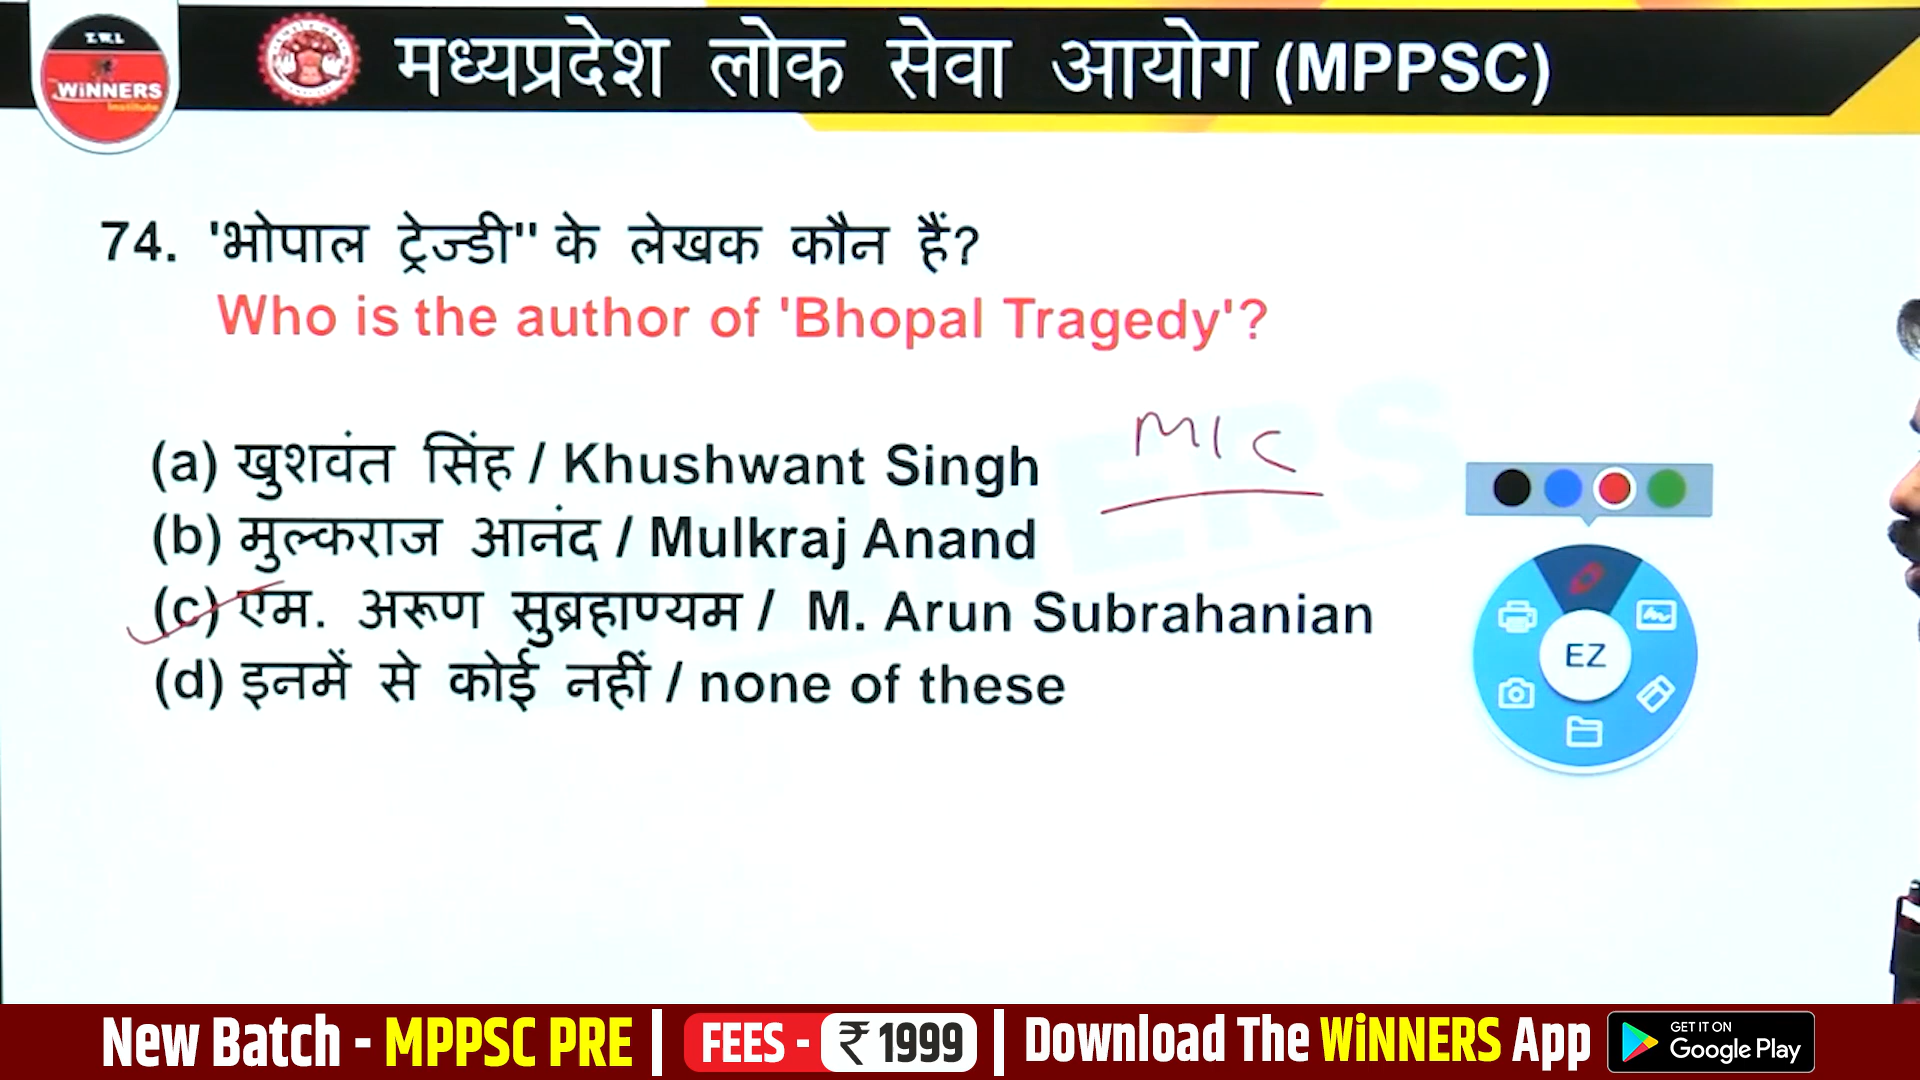 T.W.I.
WiNNERS
Institute
मध्यप्रदेश लोक सेवा आयोग (MPPSC)
74. 'भोपाल ट्रेज्डी" के लेखक कौन हैं?
Who is the author of 'Bhopal Tragedy'?
(a) खुशवंत सिंह / Khushwant Singh
MIC
(b) मुल्कराज आनंद / Mulkraj Anand
(c) एम. अरूण सुब्रहाण्यम / M. Arun Subrahanian
(d) इनमें से कोई नहीं / none of these
EZ
New Batch - MPPSC PRE | FEES - ₹ 1999 | Download The WiNNERS App
GET IT ON
Google Play